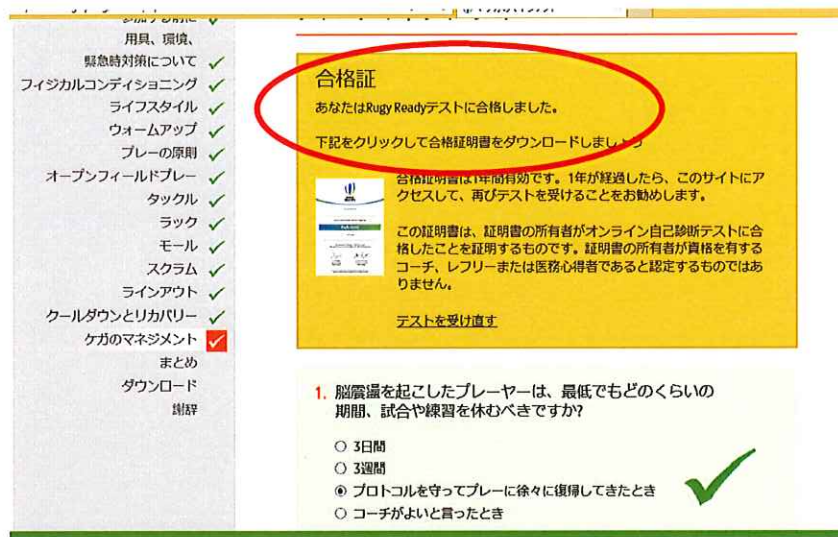 参加する前に
用具、環境、
緊急時対策について
フィジカルコンディショニング
ライフスタイル
ウォームアップ
プレーの原則
オープンフィールドプレー
タックル
ラック
モール
スクラム
ラインアウト
クールダウンとリカバリー
ケガのマネジメント
まとめ
ダウンロード
謝辞
合格証
あなたはRugy Readyテストに合格しました。
下記をクリックして合格証明書をダウンロードしましょう
合格証明書は1年間有効です。1年が経過したら、このサイトにア
クセスして、再びテストを受けることをお勧めします。
この証明書は、証明書の所有者がオンライン自己診断テストに合
格したことを証明するものです。証明書の所有者が資格を有する
コーチ、レフリーまたは医務心得者であると認定するものではあ
りません。
テストを受け直す
1. 脳震盪を起こしたプレーヤーは、最低でもどのくらいの
期間、試合や練習を休むべきですか?
3日間
3週間
プロトコルを守ってプレーに徐々に復帰してきたとき
コーチがよいと言ったとき